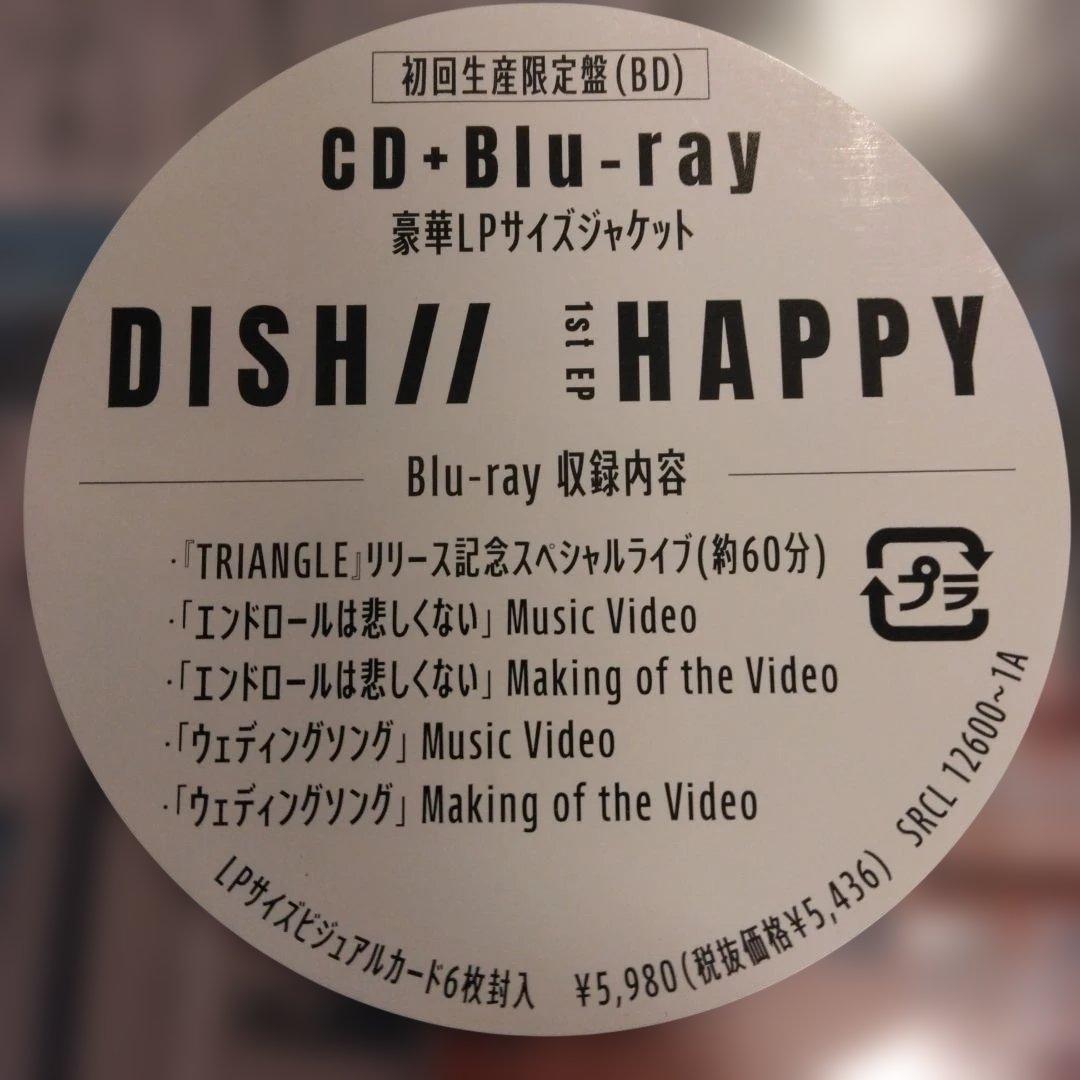 初回生産限定盤(BD)
CD+Blu-ray
豪華LPサイズジャケット
DISH// 1st EP HAPPY
Blu-ray 収録内容
・『TRIANGLE』リリース記念スペシャルライブ(約60分)
・「エンドロールは悲しくない」 Music Video
・「エンドロールは悲しくない」 Making of the Video
・「ウェディングソング」 Music Video
・「ウェディングソング」 Making of the Video
プラ
LPサイズビジュアルカード6枚封入 ¥5,980(税抜価格¥5,436) SRCL 12600~1A